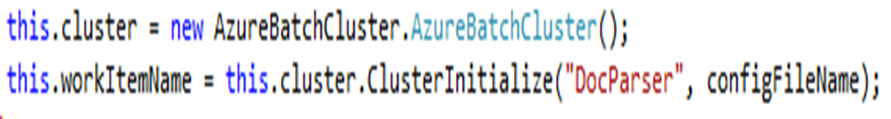 this.cluster = new AzureBatchCluster.AzureBatchCluster();
this.workItemName = this.cluster.ClusterInitialize("DocParser", configFileName);